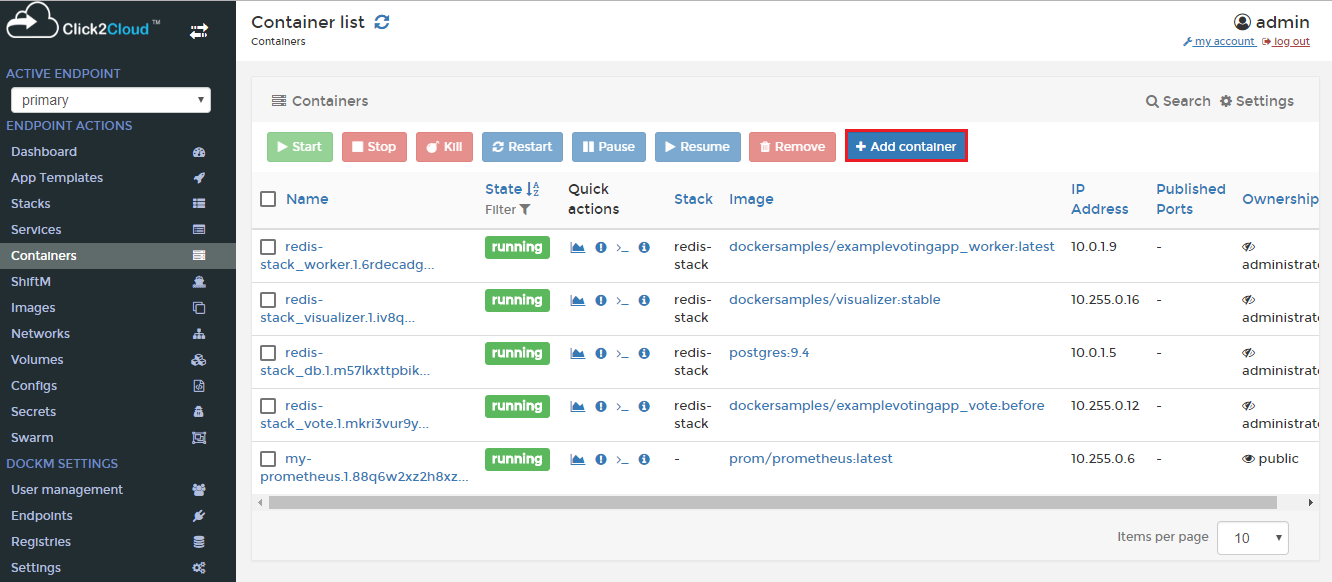 Click2Cloud™
ACTIVE ENDPOINT
primary
ENDPOINT ACTIONS
Dashboard
App Templates
Stacks
Services
Containers
ShiftM
Images
Networks
Volumes
Configs
Secrets
Swarm
DOCKM SETTINGS
User management
Endpoints
Registries
Settings
Container list
Containers
admin
my account log out
Containers
Search Settings
Start Stop Kill Restart Pause Resume Remove Add container
Name State Filter Quick actions Stack Image IP Address Published Ports Ownership
redis- running redis- dockersamples/examplevotingapp_worker:latest 10.0.1.9 -
stack_worker.1.6rdecadg... stack administrato
redis- running redis- dockersamples/visualizer:stable 10.255.0.16 -
stack_visualizer.1.iv8q... stack administrato
redis- running redis- postgres:9.4 10.0.1.5 -
stack_db.1.m57lkxttpbik... stack administrato
redis- running redis- dockersamples/examplevotingapp_vote:before 10.255.0.12 -
stack_vote.1.mkri3vur9y... stack administrato
my- running - prom/prometheus:latest 10.255.0.6 - public
prometheus.1.88q6w2xz2h8xz...
Items per page 10